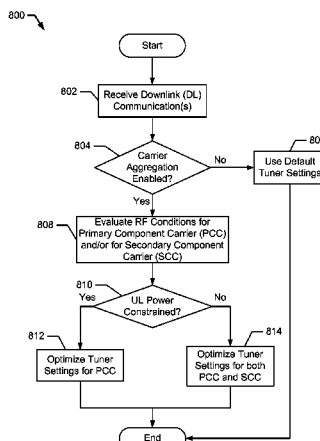 800
Start
802
Receive Downlink (DL)
Communication(s)
804
Carrier
Aggregation
Enabled?
No
80
Use Default
Tuner Settings
Yes
808
Evaluate RF Conditions for
Primary Component Carrier (PCC)
and/or for Secondary Component
Carrier (SCC)
810
Yes
UL Power
Constrained?
No
812
Optimize Tuner
Settings for PCC
814
Optimize Tuner
Settings for both
PCC and SCC
End